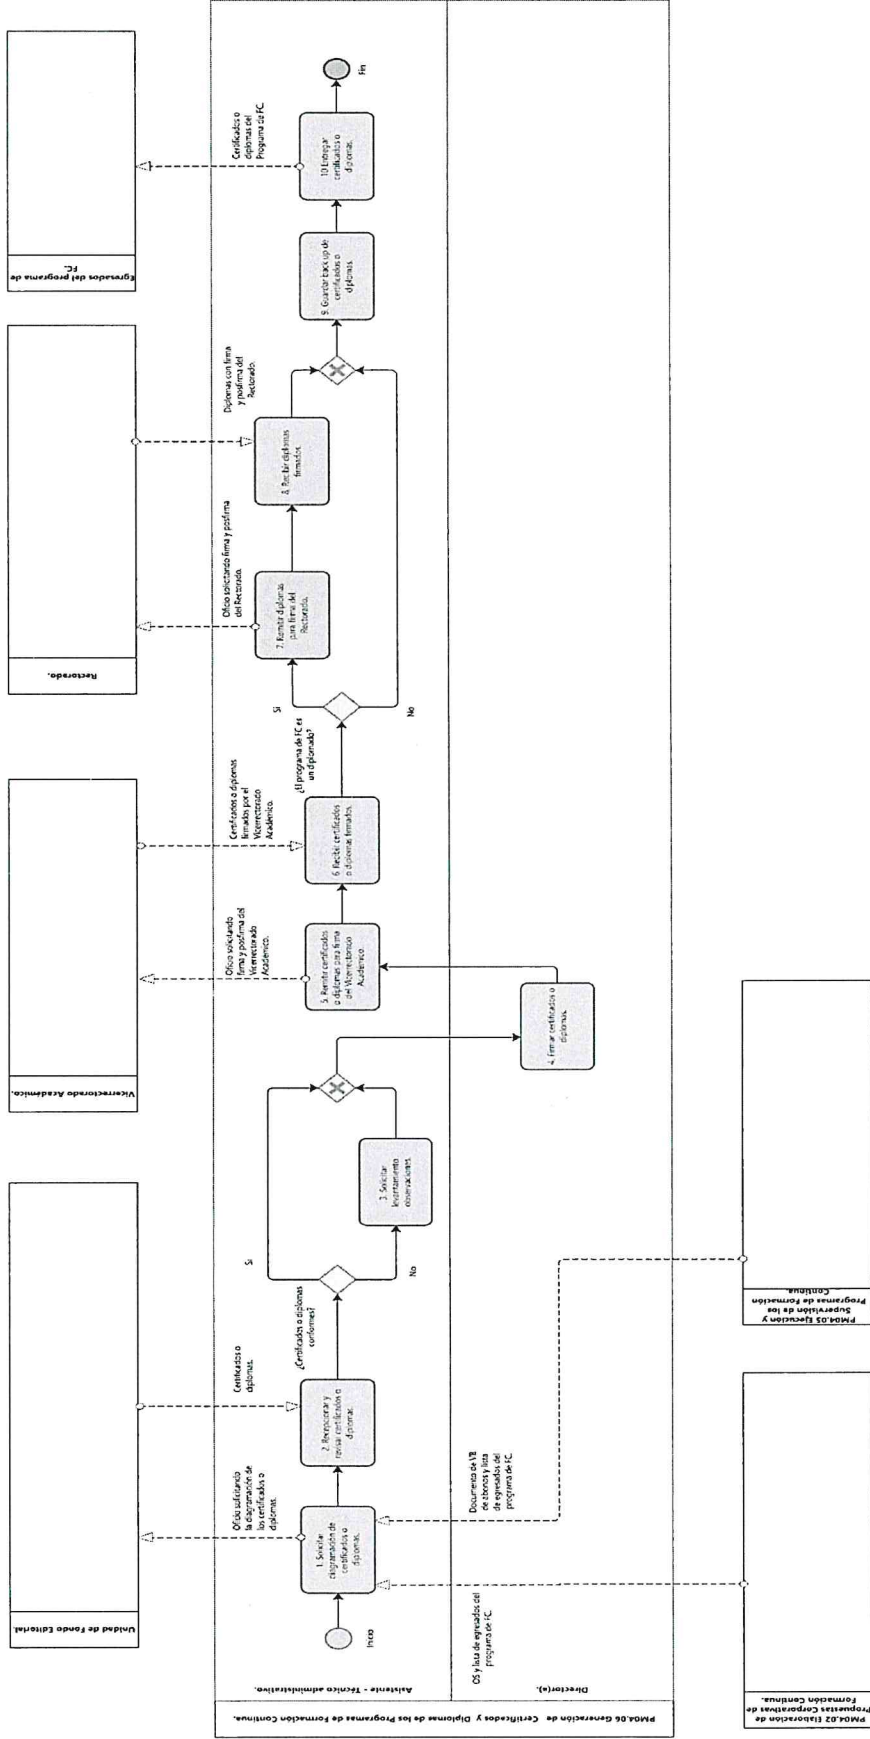 Unidad de Fondo Editorial.
Vicerrectorado Académico.
Rectorado.
Egresados del programa de
FC.
PM04.06 Generación de Certificados y Diplomas de los Programas de Formación Continua.
Asistente - Técnico administrativo.
Director(a).
Inicio
1. Solicitar
diagramación de
certificados o
diplomas.
Oficio solicitando
la diagramación de
los certificados o
diplomas.
2. Recepcionar y
revisar certificados o
diplomas.
Certificados o
diplomas.
¿Certificados o diplomas
conformes?
Si
No
3. Solicitar
levantamiento
observaciones.
4. Firmar certificados o
diplomas.
5. Remitir certificados
o diplomas para firma
del Vicerrectorado
Académico.
Oficio solicitando
firma y posfirma del
Vicerrectorado
Académico.
6. Recibir certificados
o diplomas firmados.
Certificados o diplomas
firmados por el
Vicerrectorado
Académico.
¿El programa de FC es
un diplomado?
Si
No
7. Remitir diplomas
para firma del
Rectorado.
Oficio solicitando firma y posfirma
del Rectorado.
8. Recibir diplomas
firmados.
Diplomas con firma
y posfirma del
Rectorado.
9. Guardar back up de
certificados o
diplomas.
10 Entregar
certificados o
diplomas.
Certificados o
diplomas del
Programa de FC.
Fin
OS y lista de egresados del
programa de FC.
Documento de VB
de abonos y lista
de egresados del
programa de FC.
PM04.02 Elaboración de
Propuestas Corporativas de
Formación Continua.
PM04.05 Ejecución y
Supervisión de los
Programas de Formación
Continua.